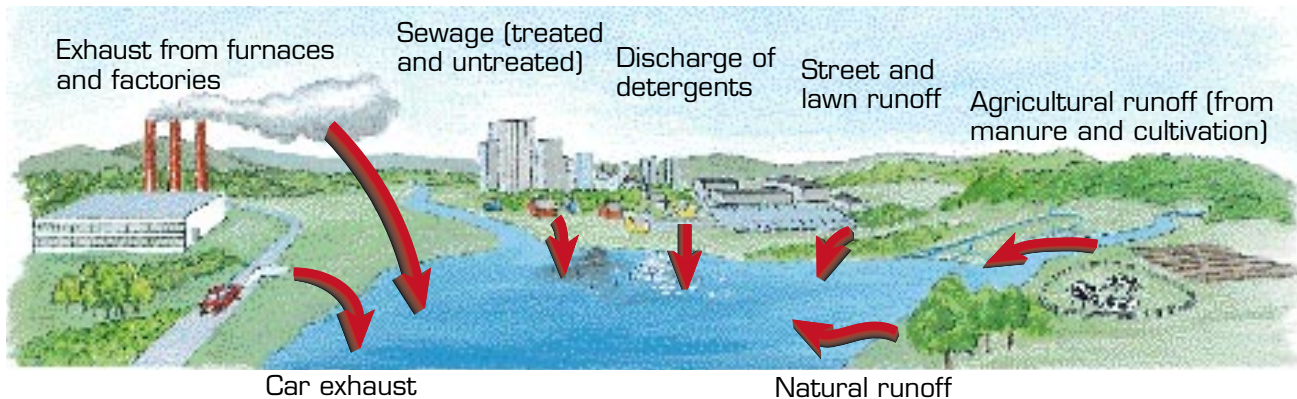 Exhaust from furnaces
and factories
Sewage (treated
and untreated)
Discharge of
detergents
Street and
lawn runoff
Agricultural runoff (from
manure and cultivation)
Car exhaust
Natural runoff